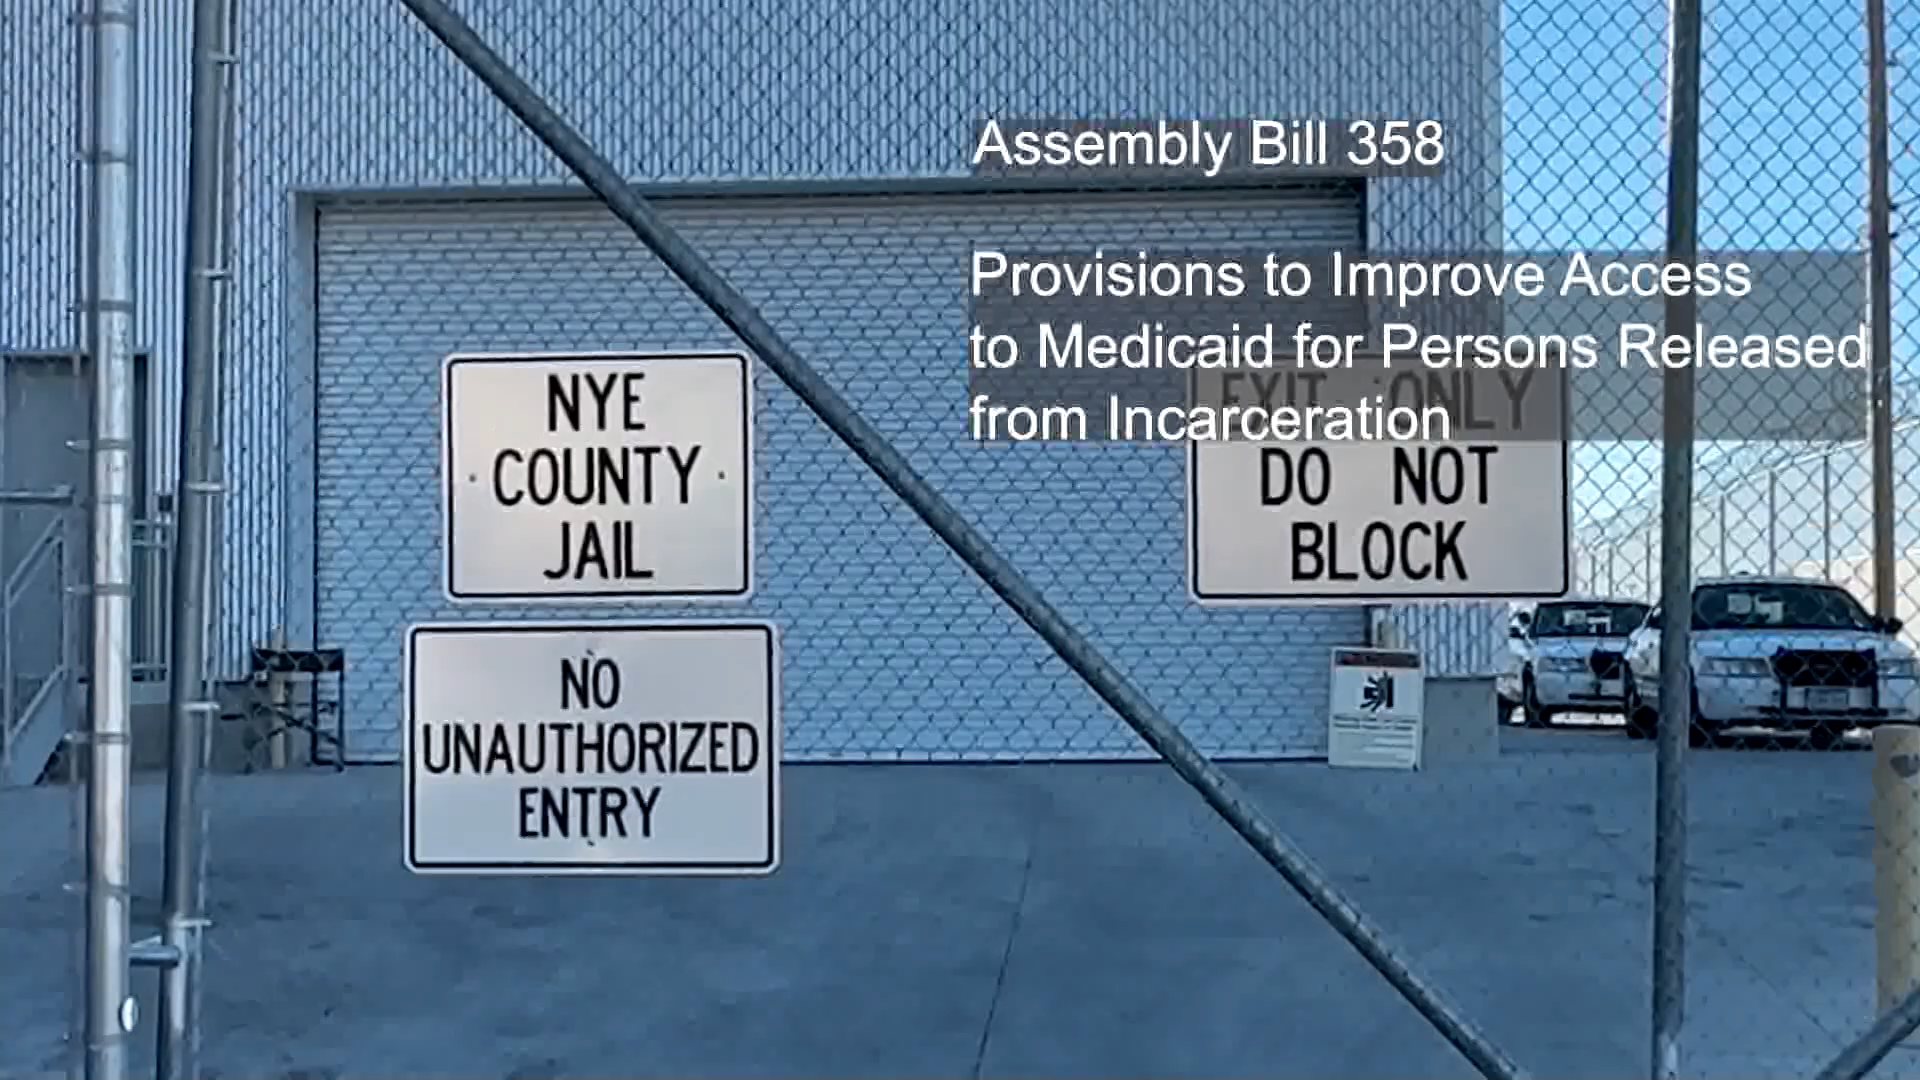 Assembly Bill 358
Provisions to Improve Access
to Medicaid for Persons Released
from Incarceration
NYE
COUNTY
JAIL
NO
UNAUTHORIZED
ENTRY
EXIT ONLY
DO NOT
BLOCK